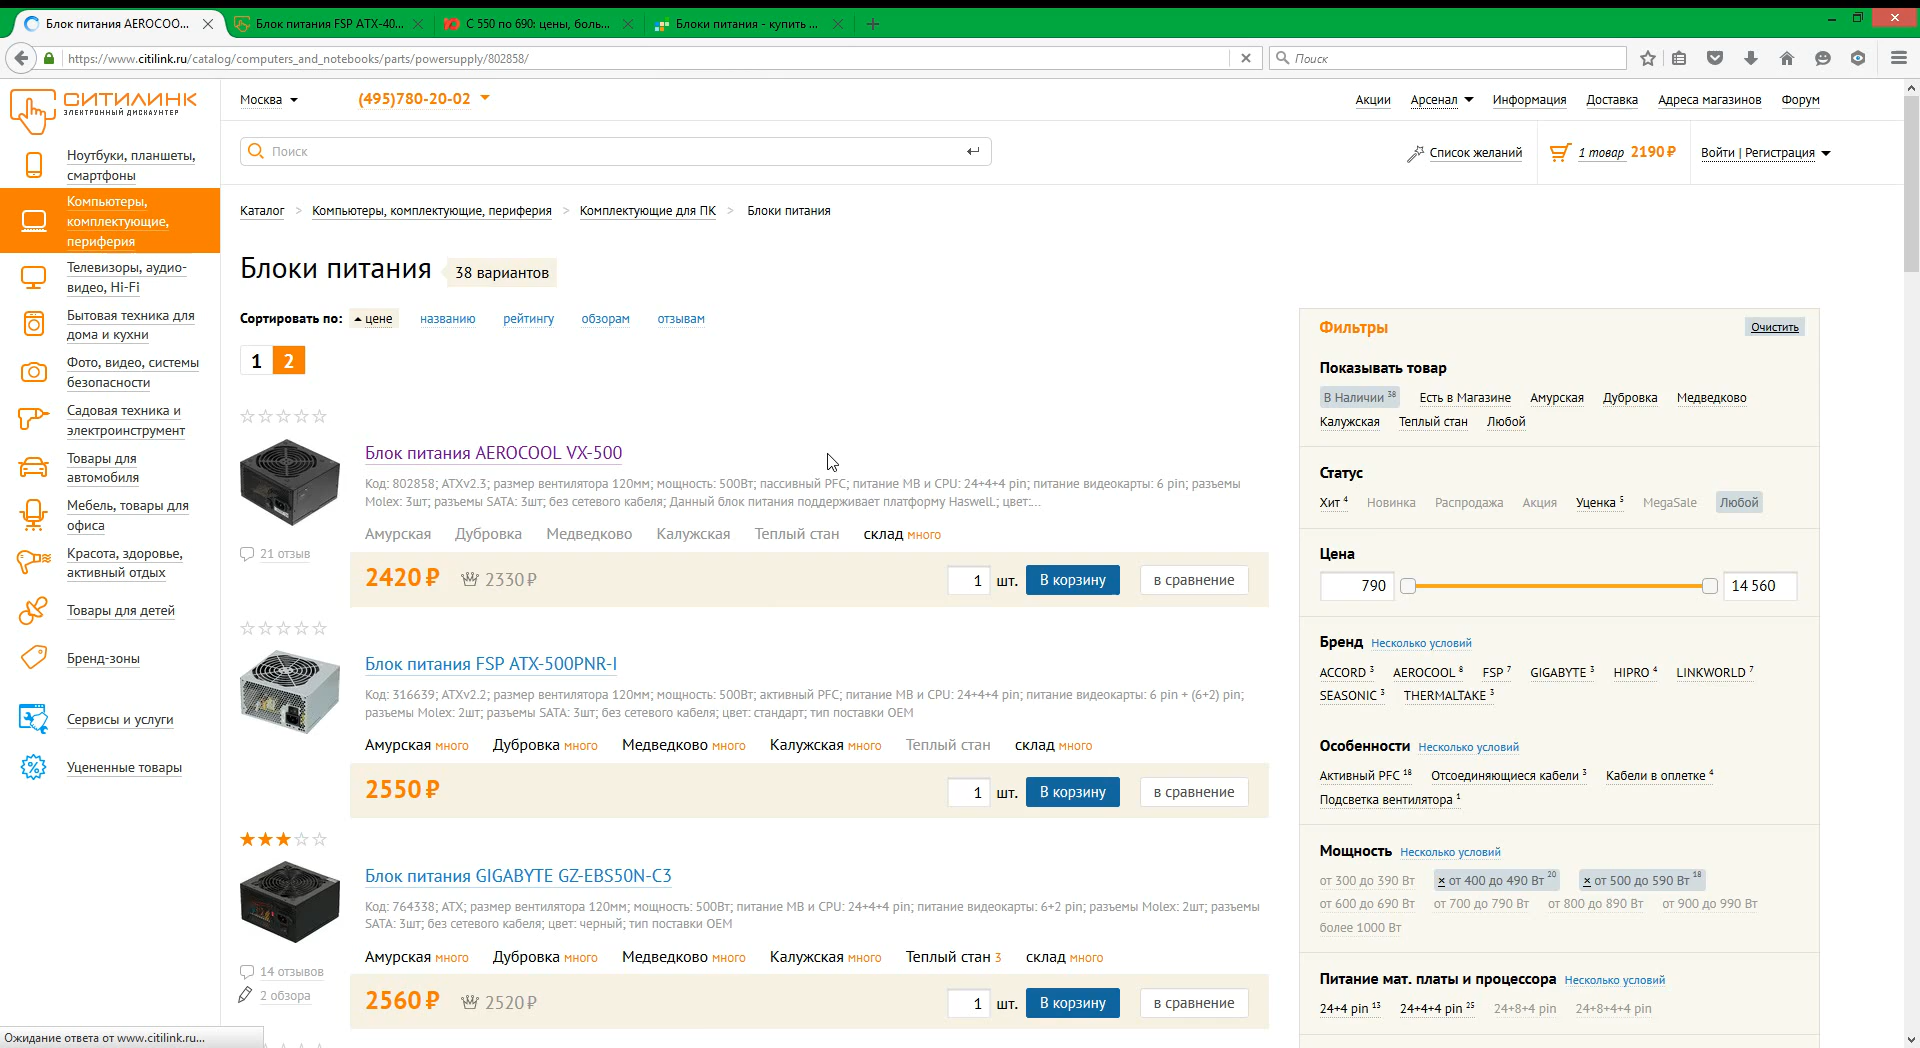 Блок питания AEROCOO...
Блок питания FSP ATX-40...
С 550 по 690: цены, боль...
Блоки питания - купить ...
https://www.citilink.ru/catalog/computers_and_notebooks/parts/powersupply/802858/
Поиск
СИТИЛИНК
ЭЛЕКТРОННЫЙ ДИСКАУНТЕР
Москва
(495)780-20-02
Акции
Арсенал
Информация
Доставка
Адреса магазинов
Форум
Поиск
Список желаний
1 товар 2190 ₽
Войти | Регистрация
Ноутбуки, планшеты,
смартфоны
Компьютеры,
комплектующие,
периферия
Телевизоры, аудио-
видео, Hi-Fi
Бытовая техника для
дома и кухни
Фото, видео, системы
безопасности
Садовая техника и
электроинструмент
Товары для
автомобиля
Мебель, товары для
офиса
Красота, здоровье,
активный отдых
Товары для детей
Бренд-зоны
Сервисы и услуги
Уцененные товары
Каталог > Компьютеры, комплектующие, периферия > Комплектующие для ПК > Блоки питания
Блоки питания
38 вариантов
Сортировать по: цене названию рейтингу обзорам отзывам
1 2
Блок питания AEROCOOL VX-500
Код: 802858; ATXv2.3; размер вентилятора 120мм; мощность: 500Вт; пассивный PFC; питание MB и CPU: 24+4+4 pin; питание видеокарты: 6 pin; разъемы
Molex: 3шт; разъемы SATA: 3шт; без сетевого кабеля; Данный блок питания поддерживает платформу Haswell.; цвет:...
Амурская Дубровка Медведково Калужская Теплый стан склад много
21 отзыв
2420 ₽ 2330 ₽
1 шт. В корзину в сравнение
Блок питания FSP ATX-500PNR-I
Код: 316639; ATXv2.2; размер вентилятора 120мм; мощность: 500Вт; активный PFC; питание MB и CPU: 24+4+4 pin; питание видеокарты: 6 pin + (6+2) pin;
разъемы Molex: 2шт; разъемы SATA: 3шт; без сетевого кабеля; цвет: стандарт; тип поставки OEM
Амурская много Дубровка много Медведково много Калужская много Теплый стан склад много
2550 ₽
1 шт. В корзину в сравнение
Блок питания GIGABYTE GZ-EBS50N-C3
Код: 764338; ATX; размер вентилятора 120мм; мощность: 500Вт; питание MB и CPU: 24+4+4 pin; питание видеокарты: 6+2 pin; разъемы Molex: 2шт; разъемы
SATA: 3шт; без сетевого кабеля; цвет: черный; тип поставки OEM
Амурская много Дубровка много Медведково много Калужская много Теплый стан 3 склад много
14 отзывов
2 обзора
2560 ₽ 2520 ₽
1 шт. В корзину в сравнение
Фильтры
Очистить
Показывать товар
В Наличии 38 Есть в Магазине Амурская Дубровка Медведково
Калужская Теплый стан Любой
Статус
Хит 4 Новинка Распродажа Акция Уценка 5 MegaSale Любой
Цена
790 14 560
Бренд Несколько условий
ACCORD 3 AEROCOOL 8 FSP 7 GIGABYTE 3 HIPRO 4 LINKWORLD 7
SEASONIC 3 THERMALTAKE 3
Особенности Несколько условий
Активный PFC 18 Отсоединяющиеся кабели 3 Кабели в оплетке 4
Подсветка вентилятора 1
Мощность Несколько условий
от 300 до 390 Вт × от 400 до 490 Вт 20 × от 500 до 590 Вт 18
от 600 до 690 Вт от 700 до 790 Вт от 800 до 890 Вт от 900 до 990 Вт
более 1000 Вт
Питание мат. платы и процессора Несколько условий
24+4 pin 13 24+4+4 pin 25 24+8+4 pin 24+8+4+4 pin
Ожидание ответа от www.citilink.ru...